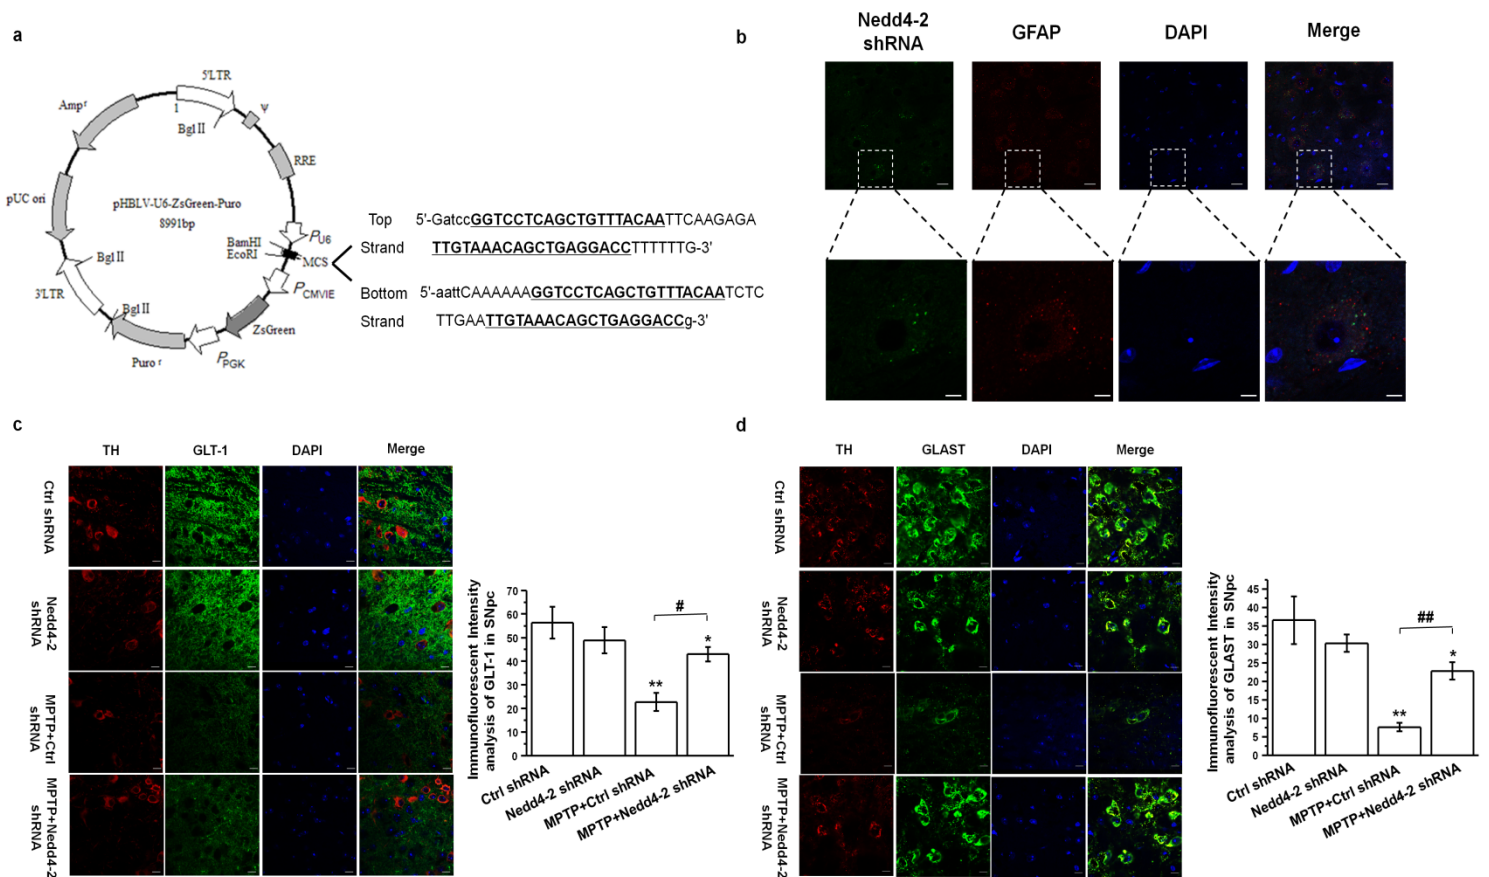 a
5'LTR
1
Ψ
Bgl II
Amp r
RRE
pUC ori
pHBLV-U6-ZsGreen-Puro
8991bp
PU6
BamHI
EcoRI
MCS
Bgl II
PCMVIE
3'LTR
Bgl II
ZsGreen
Puro r
PPGK
Top 5'-GatccGGTCCTCAGCTGTTTACAATTCAAGAGA
Strand TTGTAAACAGCTGAGGACCTTTTTTG-3'
Bottom 5'-aattCAAAAAAGGTCCTCAGCTGTTTACAATCTC
Strand TTGAATTGTAAACAGCTGAGGACCg-3'
b
Nedd4-2
shRNA
GFAP
DAPI
Merge
c
TH
GLT-1
DAPI
Merge
Ctrl shRNA
Nedd4-2
shRNA
MPTP+Ctrl
shRNA
MPTP+Nedd4-2
shRNA
Immunofluorescent Intensity
analysis of GLT-1 in SNpc
70
60
50
40
30
20
10
0
**
#
*
Ctrl shRNA
Nedd4-2 shRNA
MPTP+Ctrl shRNA
MPTP+Nedd4-2 shRNA
d
TH
GLAST
DAPI
Merge
Ctrl shRNA
Nedd4-2
shRNA
MPTP+Ctrl
shRNA
MPTP+Nedd4-2
shRNA
Immunofluorescent Intensity
analysis of GLAST in SNpc
45
40
35
30
25
20
15
10
5
0
**
##
*
Ctrl shRNA
Nedd4-2 shRNA
MPTP+Ctrl shRNA
MPTP+Nedd4-2 shRNA